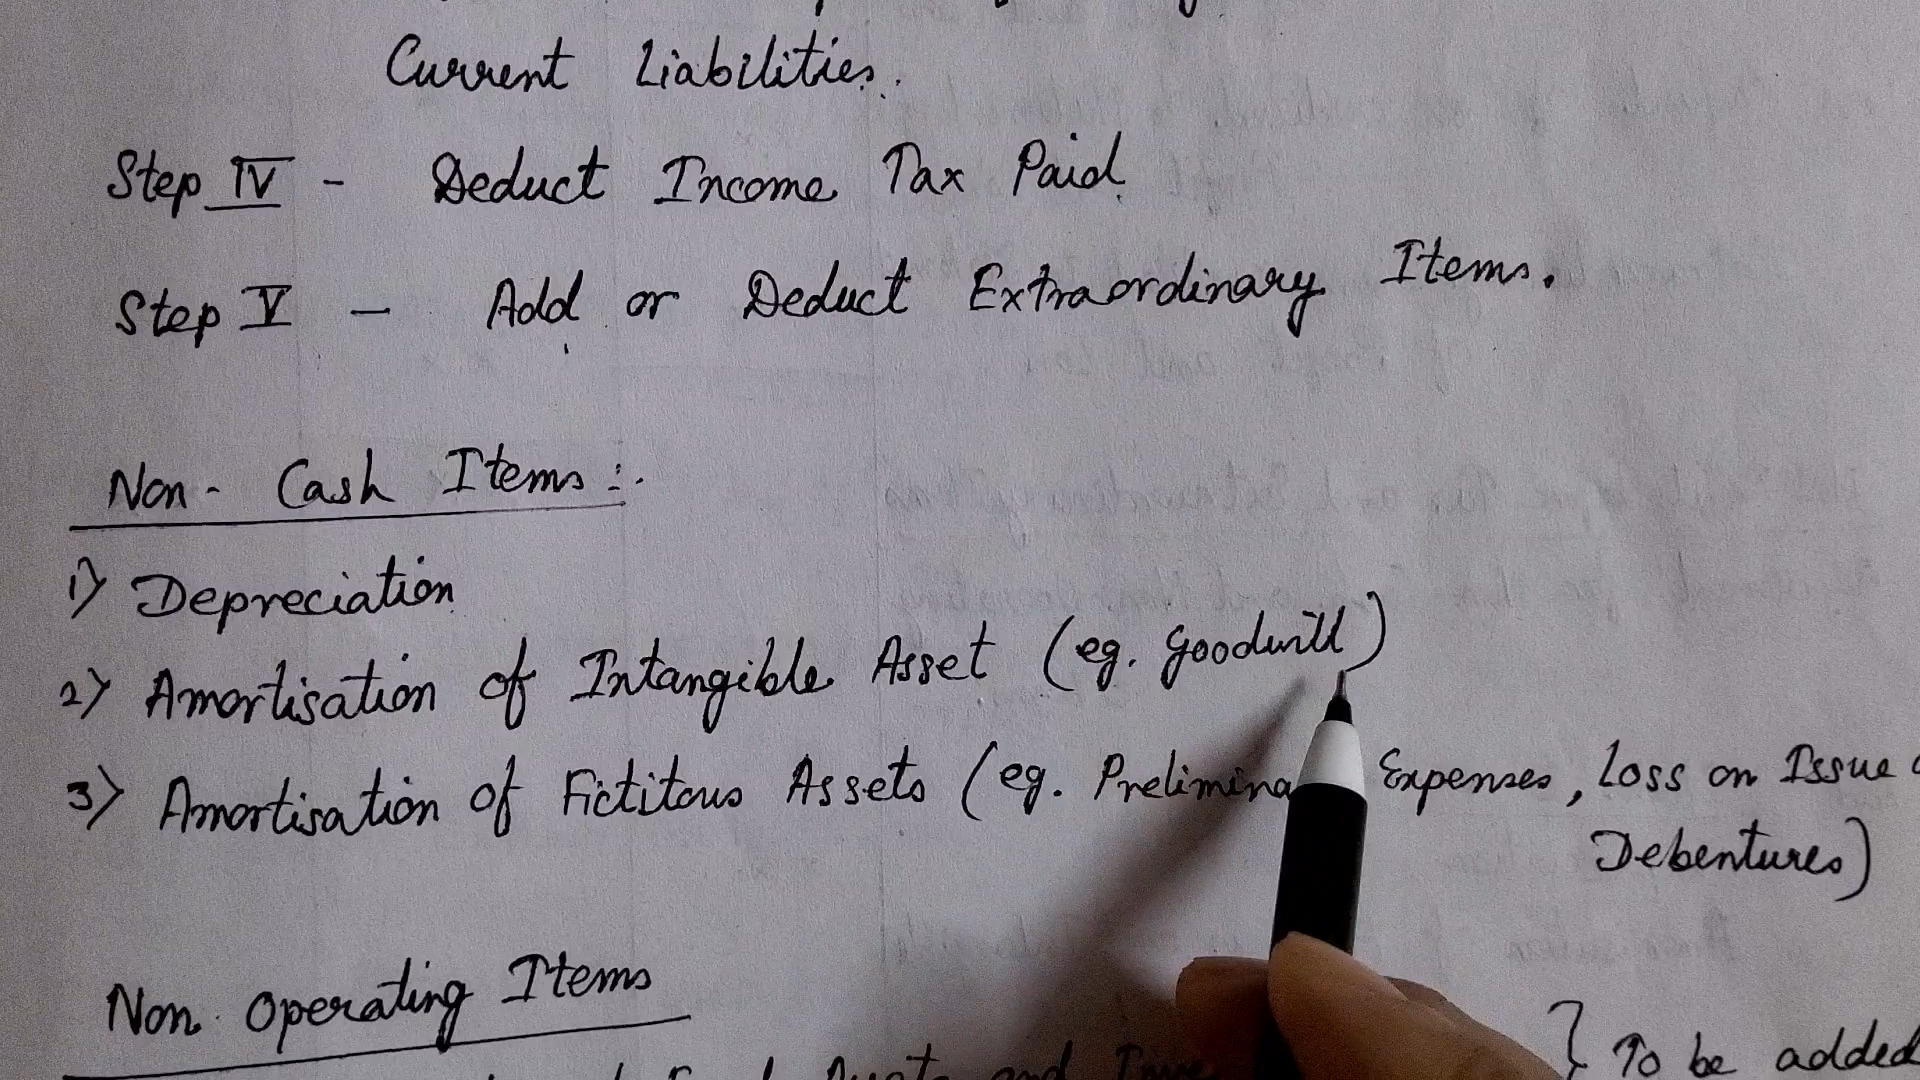 Current Liabilities.
Step IV - Deduct Income Tax Paid.
Step V - Add or Deduct Extraordinary Items.
Non- Cash Items :-
1) Depreciation
2) Amortisation of Intangible Asset (eg. Goodwill)
3) Amortisation of Fictitous Assets (eg. Expenses, Loss on Issue
Debentures)
Non Operating Items
and
} To be added